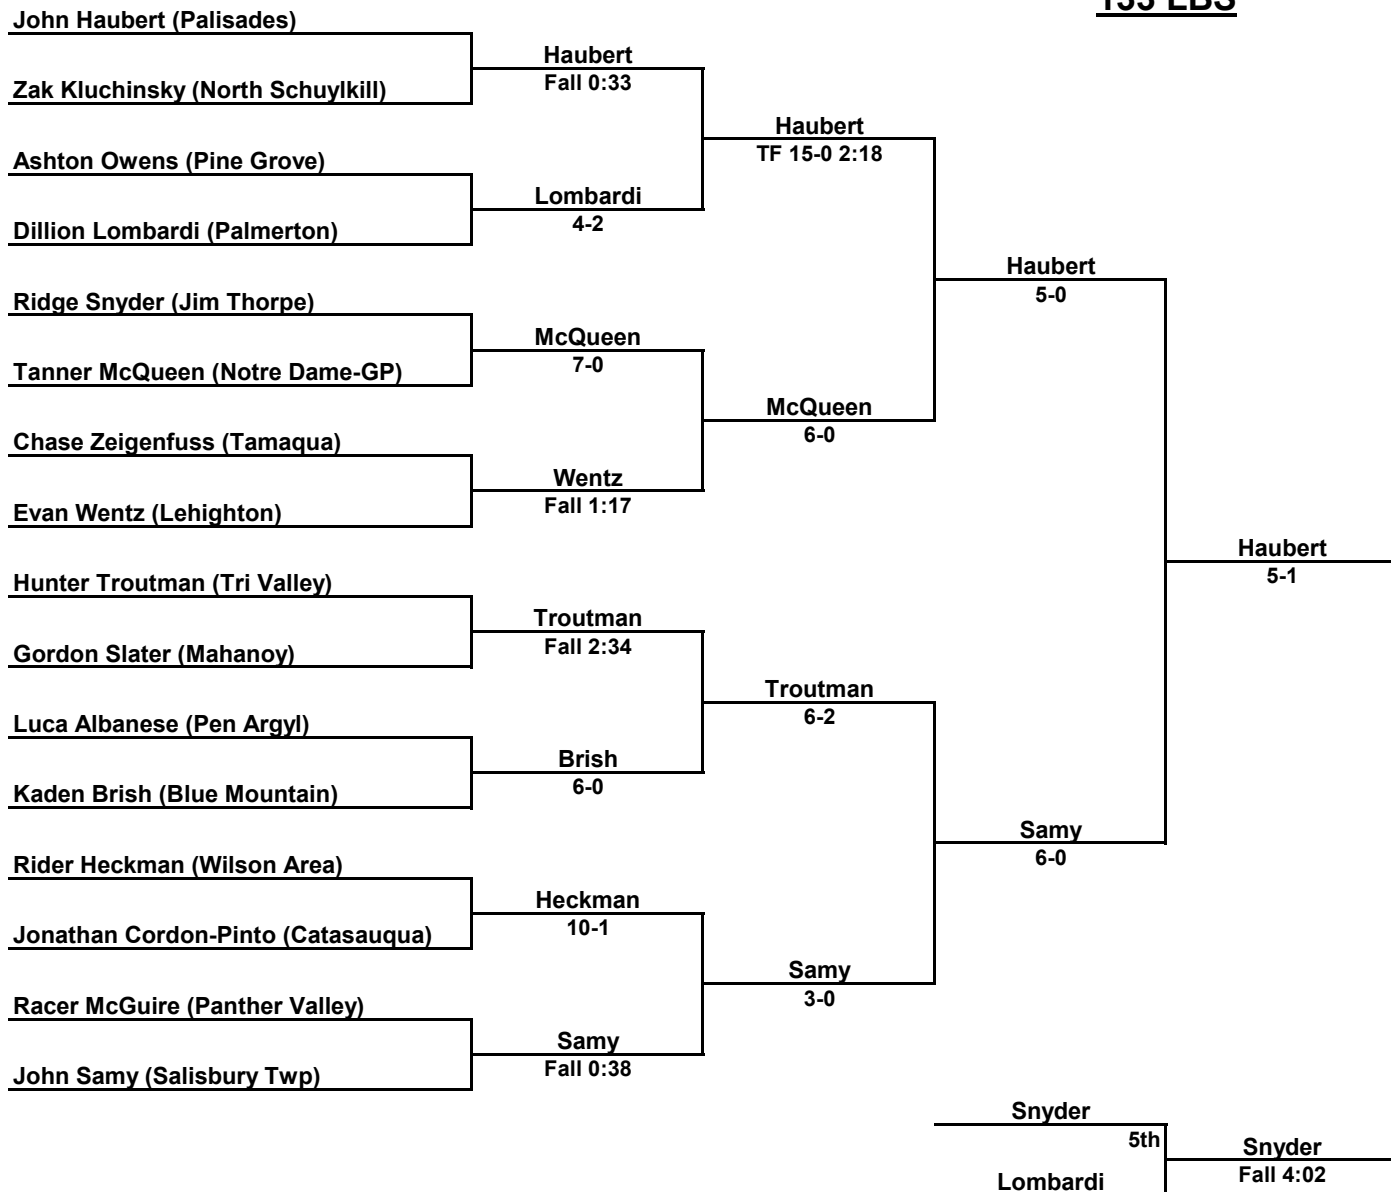 John Haubert (Palisades)
Haubert
Zak Kluchinsky (North Schuylkill)
Fall 0:33
Haubert
Ashton Owens (Pine Grove)
TF 15-0 2:18
Lombardi
Dillion Lombardi (Palmerton)
4-2
Haubert
Ridge Snyder (Jim Thorpe)
5-0
McQueen
Tanner McQueen (Notre Dame-GP)
7-0
McQueen
Chase Zeigenfuss (Tamaqua)
6-0
Wentz
Evan Wentz (Lehighton)
Fall 1:17
Haubert
Hunter Troutman (Tri Valley)
5-1
Troutman
Gordon Slater (Mahanoy)
Fall 2:34
Troutman
Luca Albanese (Pen Argyl)
6-2
Brish
Kaden Brish (Blue Mountain)
6-0
Samy
Rider Heckman (Wilson Area)
6-0
Heckman
Jonathan Cordon-Pinto (Catasauqua)
10-1
Samy
Racer McGuire (Panther Valley)
3-0
Samy
John Samy (Salisbury Twp)
Fall 0:38
Snyder
5th
Snyder
Lombardi
Fall 4:02